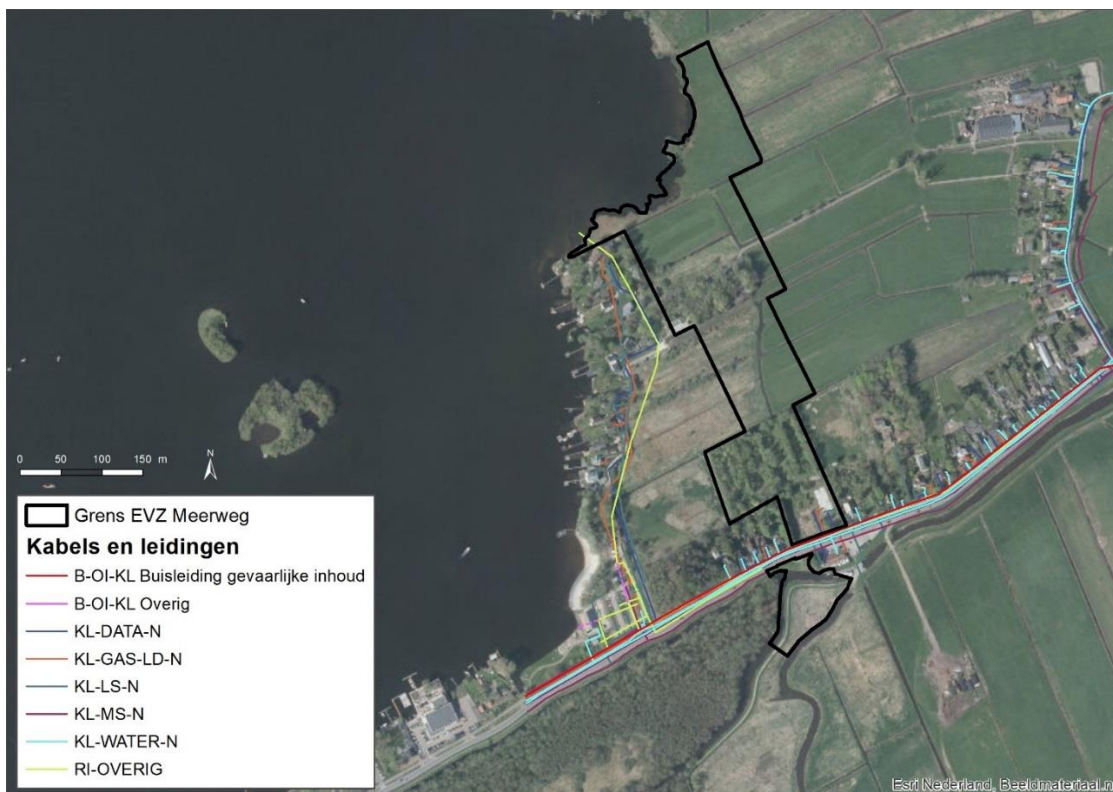 0 50 100 150 m
N
Grens EVZ Meerweg
Kabels en leidingen
B-OI-KL Buisleiding gevaarlijke inhoud
B-OI-KL Overig
KL-DATA-N
KL-GAS-LD-N
KL-LS-N
KL-MS-N
KL-WATER-N
RI-OVERIG
Esri Nederland, Beeldmateriaal.n